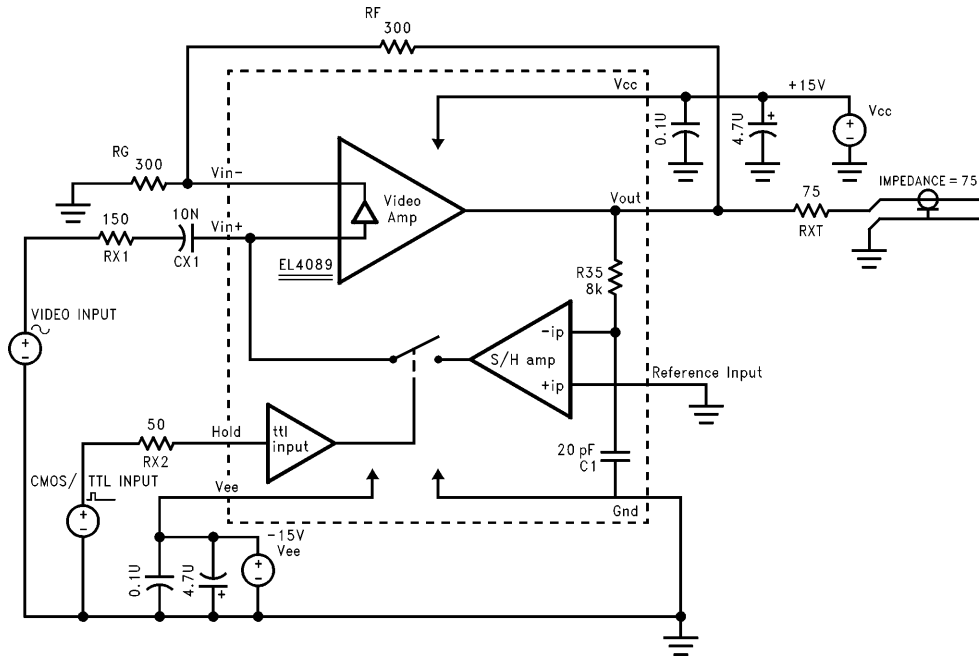 RF
300
Vcc
+15V
0.1U
4.7U
+
Vcc
+
−
RG
300
Vin−
Video
Amp
Vout
75
RXT
IMPEDANCE = 75
150
RX1
10N
CX1
Vin+
EL4089
R35
8k
VIDEO INPUT
+
−
−ip
S/H amp
+ip
Reference Input
50
RX2
Hold
ttl
input
20 pF
C1
CMOS/ TTL INPUT
+
−
Vee
Gnd
−15V
Vee
0.1U
4.7U
+
+
−